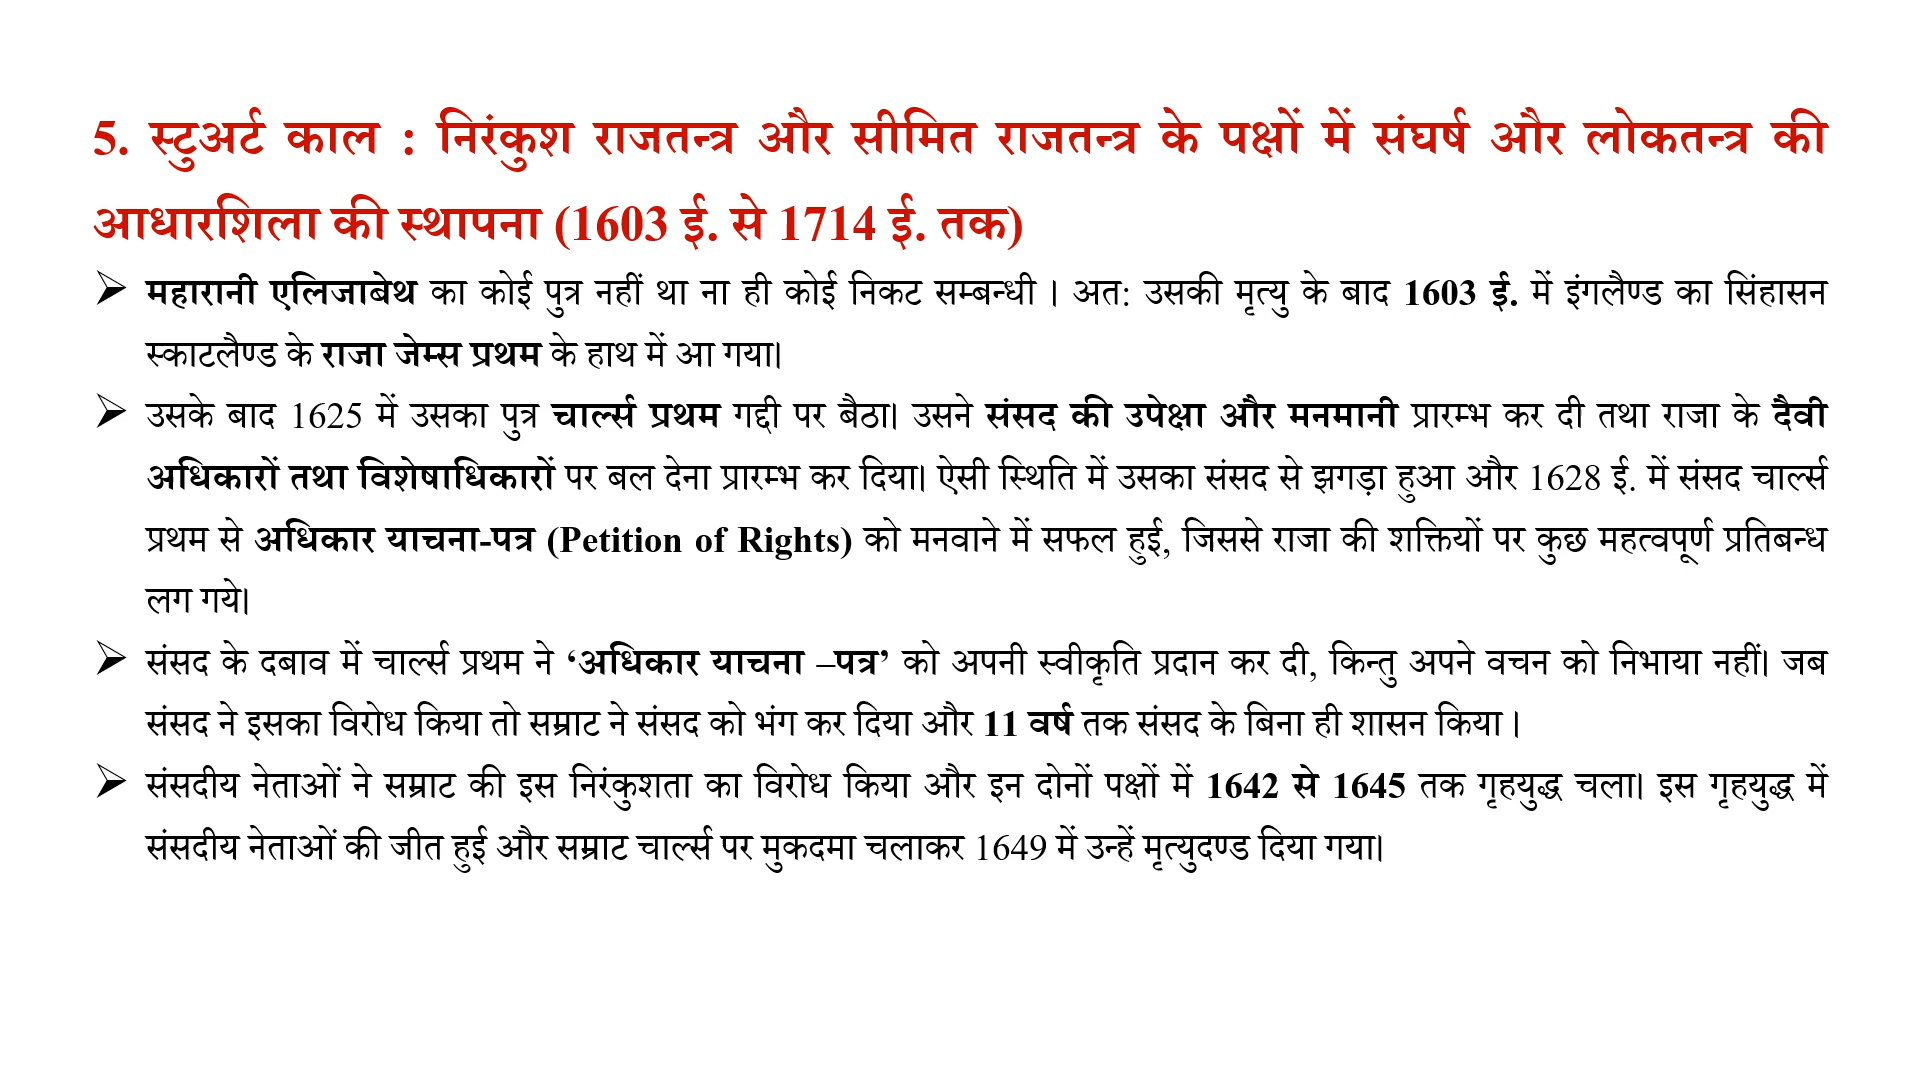 5. स्टुअर्ट काल : निरंकुश राजतन्त्र और सीमित राजतन्त्र के पक्षों में संघर्ष और लोकतन्त्र की
आधारशिला की स्थापना (1603 ई. से 1714 ई. तक)
➢ महारानी एलिजाबेथ का कोई पुत्र नहीं था ना ही कोई निकट सम्बन्धी । अत: उसकी मृत्यु के बाद 1603 ई. में इंगलैण्ड का सिंहासन
स्काटलैण्ड के राजा जेम्स प्रथम के हाथ में आ गया।
➢ उसके बाद 1625 में उसका पुत्र चार्ल्स प्रथम गद्दी पर बैठा। उसने संसद की उपेक्षा और मनमानी प्रारम्भ कर दी तथा राजा के दैवी
अधिकारों तथा विशेषाधिकारों पर बल देना प्रारम्भ कर दिया। ऐसी स्थिति में उसका संसद से झगड़ा हुआ और 1628 ई. में संसद चार्ल्स
प्रथम से अधिकार याचना-पत्र (Petition of Rights) को मनवाने में सफल हुई, जिससे राजा की शक्तियों पर कुछ महत्वपूर्ण प्रतिबन्ध
लग गये।
➢ संसद के दबाव में चार्ल्स प्रथम ने ‘अधिकार याचना –पत्र’ को अपनी स्वीकृति प्रदान कर दी, किन्तु अपने वचन को निभाया नहीं। जब
संसद ने इसका विरोध किया तो सम्राट ने संसद को भंग कर दिया और 11 वर्ष तक संसद के बिना ही शासन किया ।
➢ संसदीय नेताओं ने सम्राट की इस निरंकुशता का विरोध किया और इन दोनों पक्षों में 1642 से 1645 तक गृहयुद्ध चला। इस गृहयुद्ध में
संसदीय नेताओं की जीत हुई और सम्राट चार्ल्स पर मुकदमा चलाकर 1649 में उन्हें मृत्युदण्ड दिया गया।